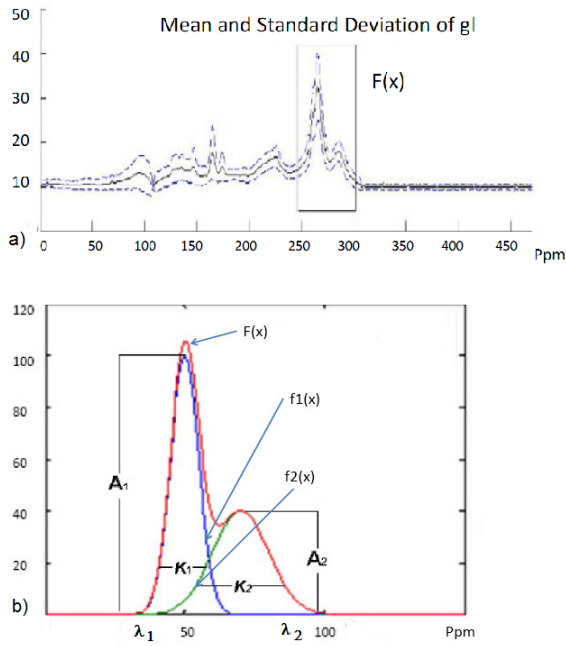 Mean and Standard Deviation of gl
50
40
30
20
10
F(x)
a)
0 50 100 150 200 250 300 350 400 450
Ppm
120
100
80
60
40
20
F(x)
f1(x)
f2(x)
A1
A2
K1
K2
b)
λ1 50 λ2 100 Ppm